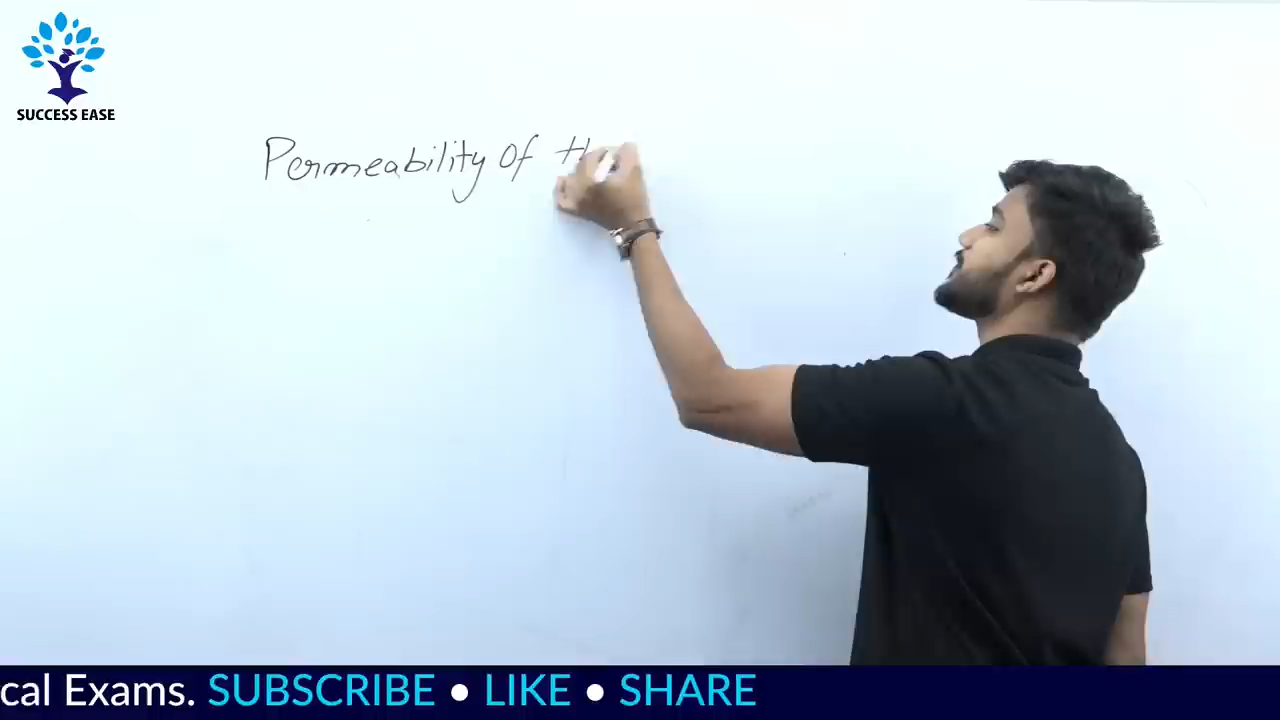 SUCCESS EASE
Permeability of
cal Exams. SUBSCRIBE • LIKE • SHARE